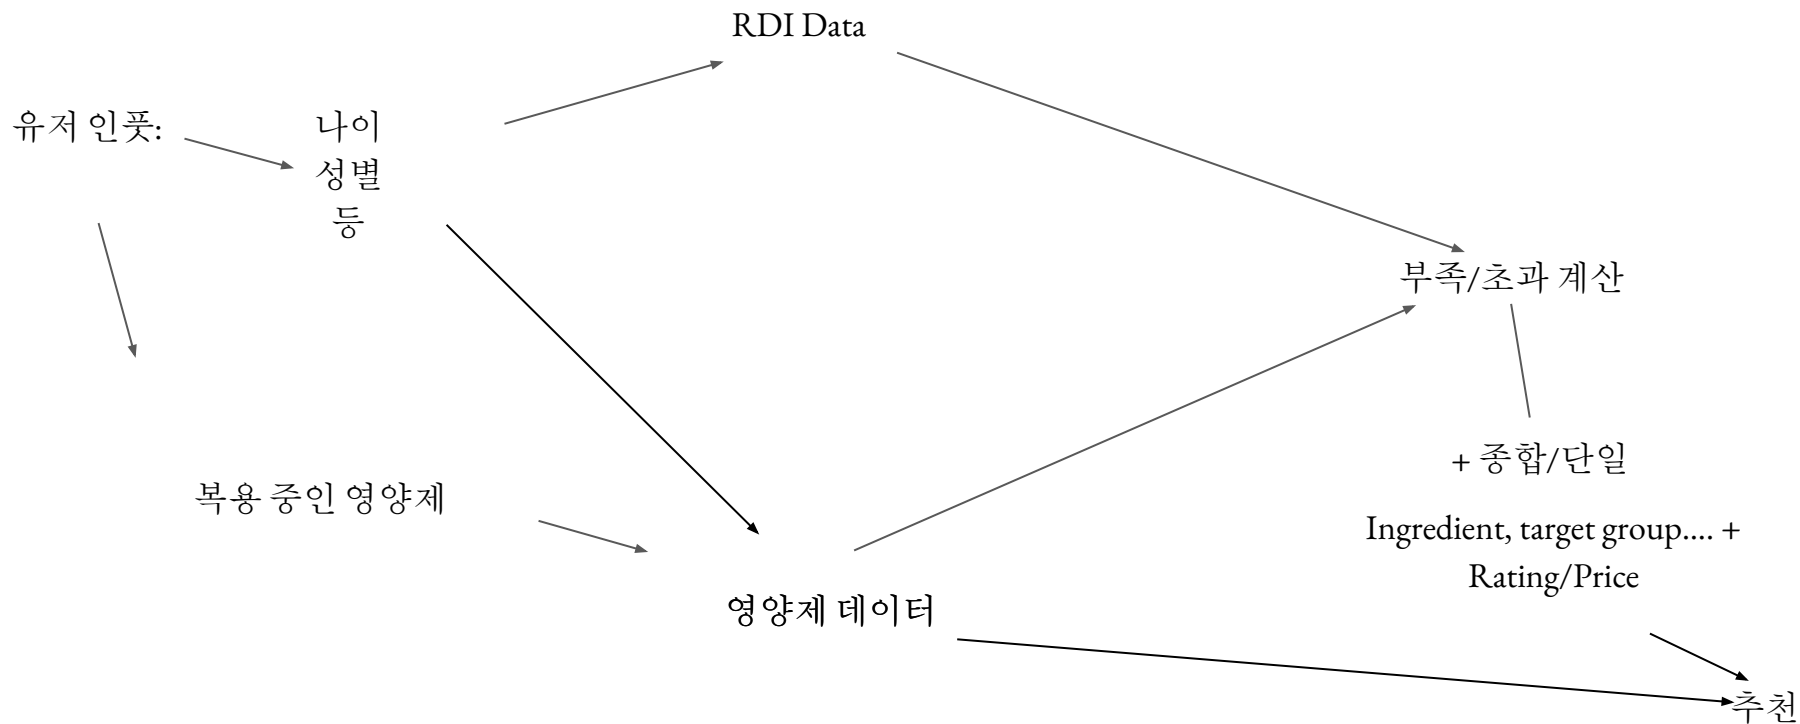 RDI Data
유저 인풋:
나이
성별
등
부족/초과 계산
+ 종합/단일
복용 중인 영양제
Ingredient, target group.... +
Rating/Price
영양제 데이터
추천